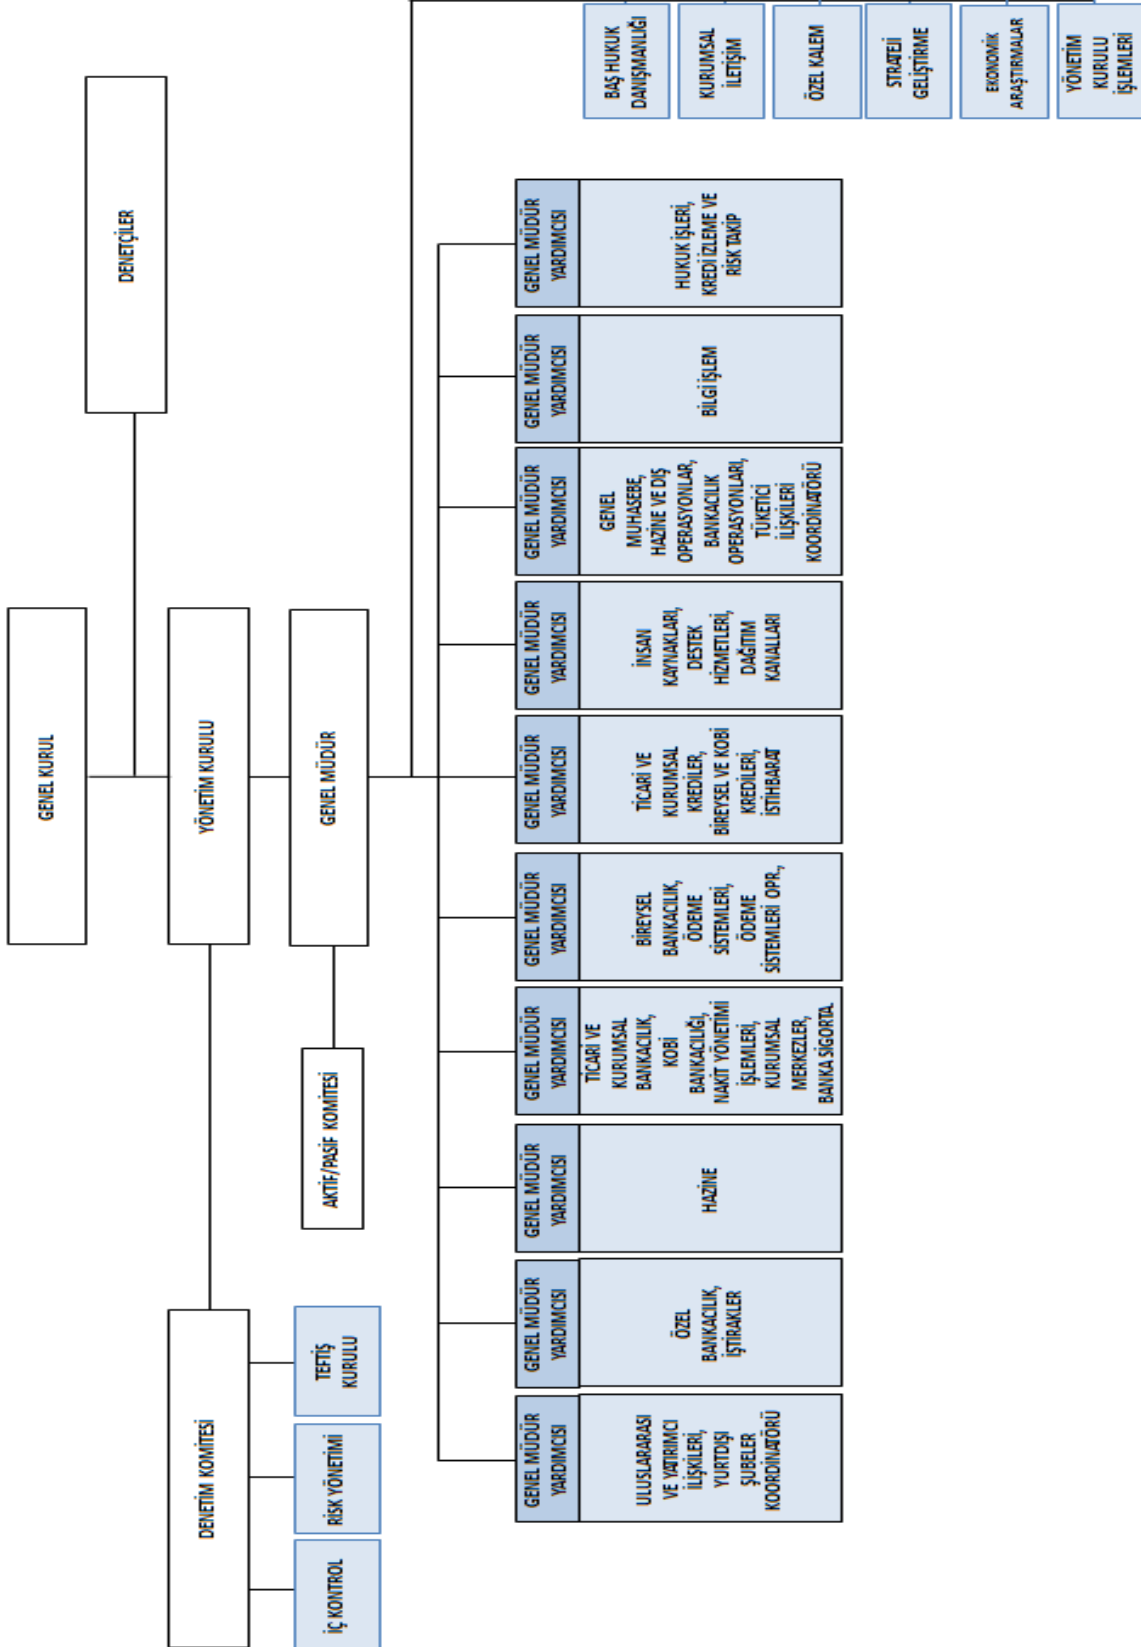 GENEL KURUL
DENETÇİLER
YÖNETİM KURULU
DENETİM KOMİTESİ
GENEL MÜDÜR
AKTİF/PASİF KOMİTESİ
İÇ KONTROL
RİSK YÖNETİMİ
TEFTİŞ
KURULU
BAŞ HUKUK
DANIŞMANLIĞI
KURUMSAL
İLETİŞİM
ÖZEL KALEM
STRATEJİ
GELİŞTİRME
EKONOMİK
ARAŞTIRMALAR
YÖNETİM
KURULU
İŞLEMLERİ
GENEL MÜDÜR
YARDIMCISI
ULUSLARARASI
VE YATIRIMCI
İLİŞKİLERİ,
YURTDIŞI
ŞUBELER
KOORDİNATÖRÜ
GENEL MÜDÜR
YARDIMCISI
ÖZEL
BANKACILIK,
İŞTİRAKLER
GENEL MÜDÜR
YARDIMCISI
HAZİNE
GENEL MÜDÜR
YARDIMCISI
TİCARİ VE
KURUMSAL
BANKACILIK,
KOBİ
BANKACILIĞI,
NAKİT YÖNETİMİ
İŞLEMLERİ,
KURUMSAL
MERKEZLER,
BANKA SİGORTA.
GENEL MÜDÜR
YARDIMCISI
BİREYSEL
BANKACILIK,
ÖDEME
SİSTEMLERİ,
ÖDEME
SİSTEMLERİ OPR.,
GENEL MÜDÜR
YARDIMCISI
TİCARİ VE
KURUMSAL
KREDİLER,
BİREYSEL VE KOBİ
KREDİLERİ,
İSTİHBARAT
GENEL MÜDÜR
YARDIMCISI
İNSAN
KAYNAKLARI,
DESTEK
HİZMETLERİ,
DAĞITIM
KANALLARI
GENEL MÜDÜR
YARDIMCISI
GENEL
MUHASEBE,
HAZİNE VE DIŞ
OPERASYONLAR,
BANKACILIK
OPERASYONLARI,
TÜKETİCİ
İLİŞKİLERİ
KOORDİNATÖRÜ
GENEL MÜDÜR
YARDIMCISI
BİLGİ İŞLEM
GENEL MÜDÜR
YARDIMCISI
HUKUK İŞLERİ,
KREDİ İZLEME VE
RİSK TAKİP